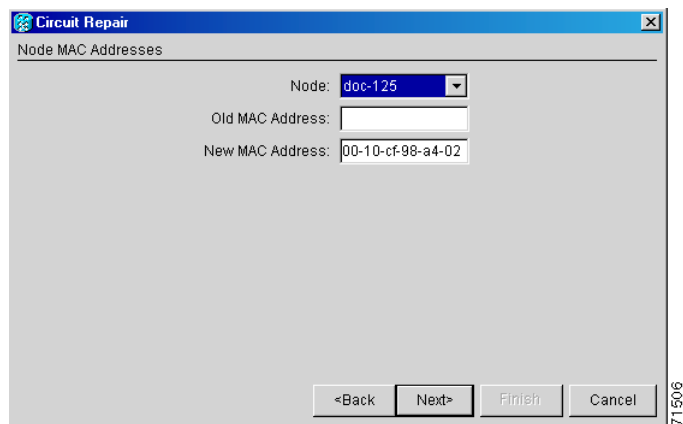 Circuit Repair
Node MAC Addresses
Node: doc-125
Old MAC Address:
New MAC Address: 00-10-cf-98-a4-02
<Back Next> Finish Cancel
71506